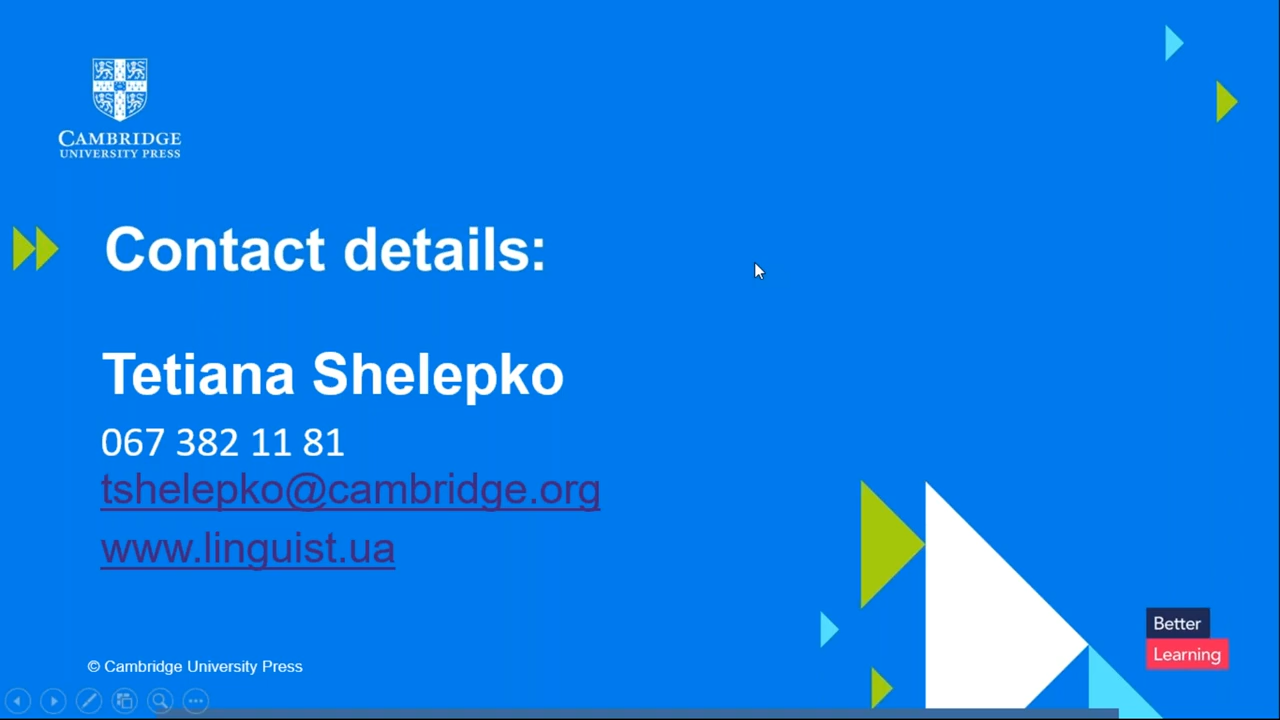 CAMBRIDGE
UNIVERSITY PRESS
Contact details:
Tetiana Shelepko
067 382 11 81
tshelepko@cambridge.org
www.linguist.ua
© Cambridge University Press
Better
Learning